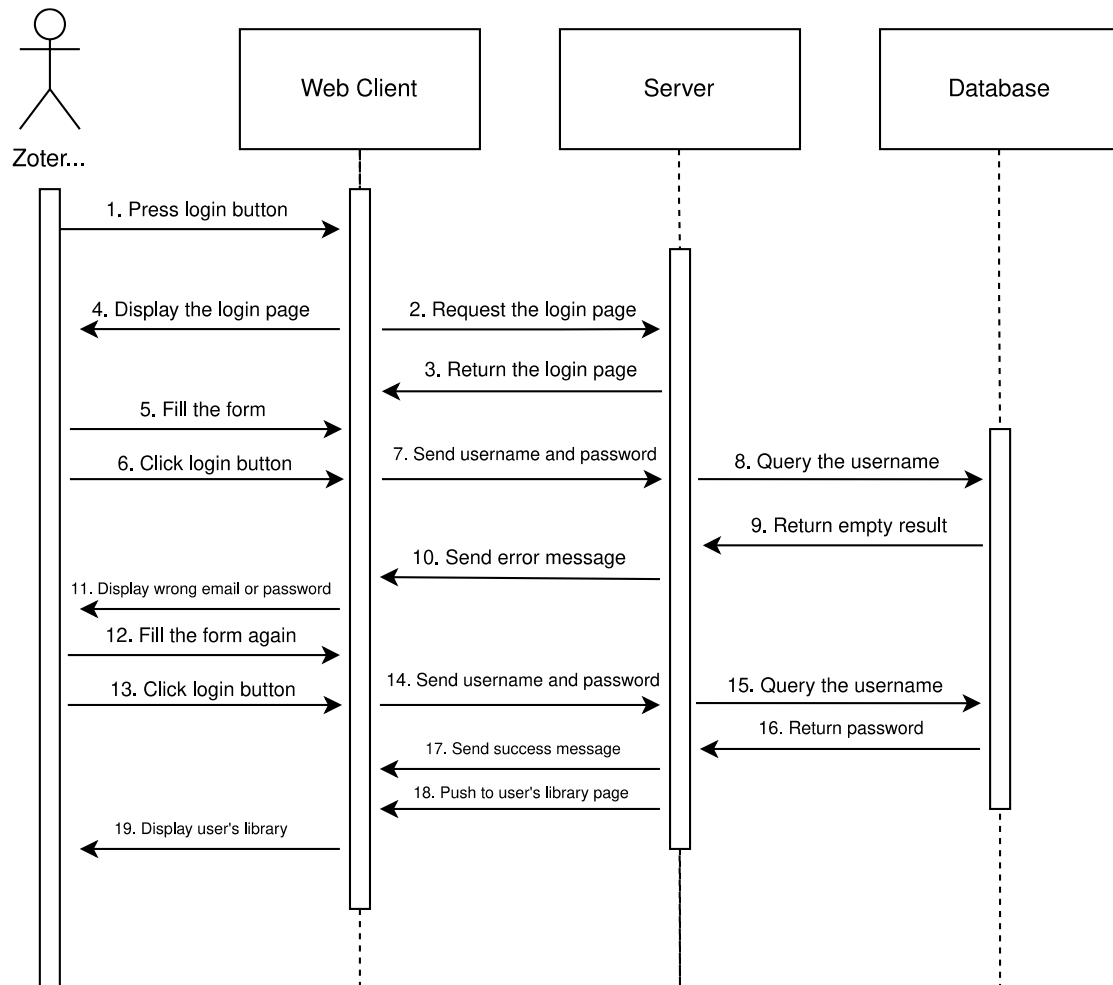 Web Client
Server
Database
Zoter...
1. Press login button
4. Display the login page
2. Request the login page
3. Return the login page
5. Fill the form
6. Click login button
7. Send username and password
8. Query the username
9. Return empty result
10. Send error message
11. Display wrong email or password
12. Fill the form again
13. Click login button
14. Send username and password
15. Query the username
16. Return password
17. Send success message
18. Push to user's library page
19. Display user's library